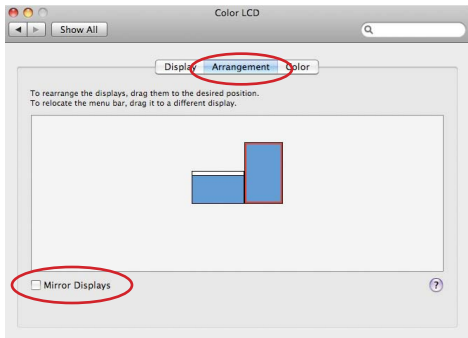 Color LCD
Show All
Display Arrangement Color
To rearrange the displays, drag them to the desired position.
To relocate the menu bar, drag it to a different display.
Mirror Displays
?